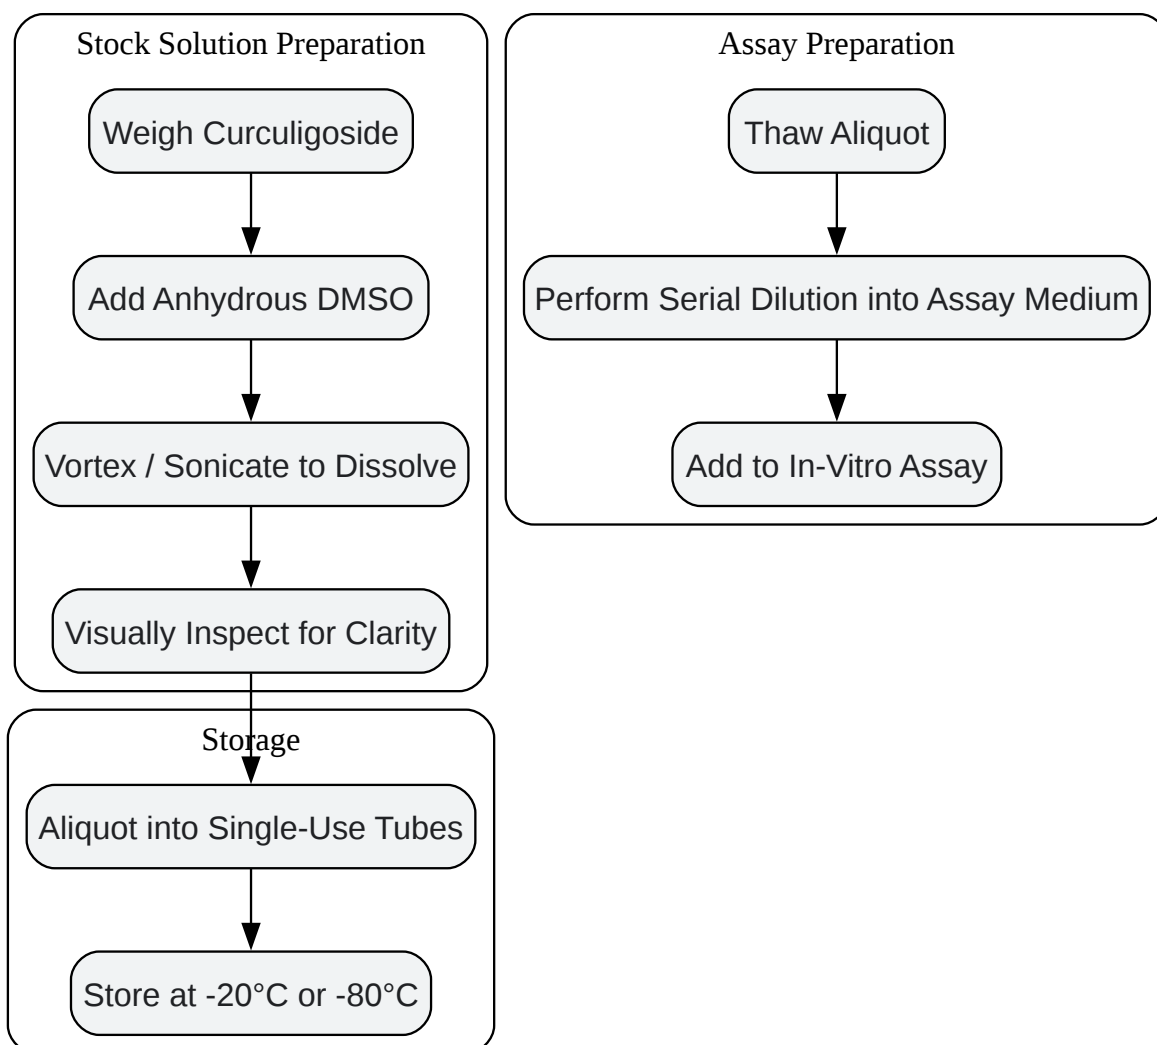 Stock Solution Preparation
Weigh Curculigoside
Add Anhydrous DMSO
Vortex / Sonicate to Dissolve
Visually Inspect for Clarity
Storage
Aliquot into Single-Use Tubes
Store at -20°C or -80°C
Assay Preparation
Thaw Aliquot
Perform Serial Dilution into Assay Medium
Add to In-Vitro Assay